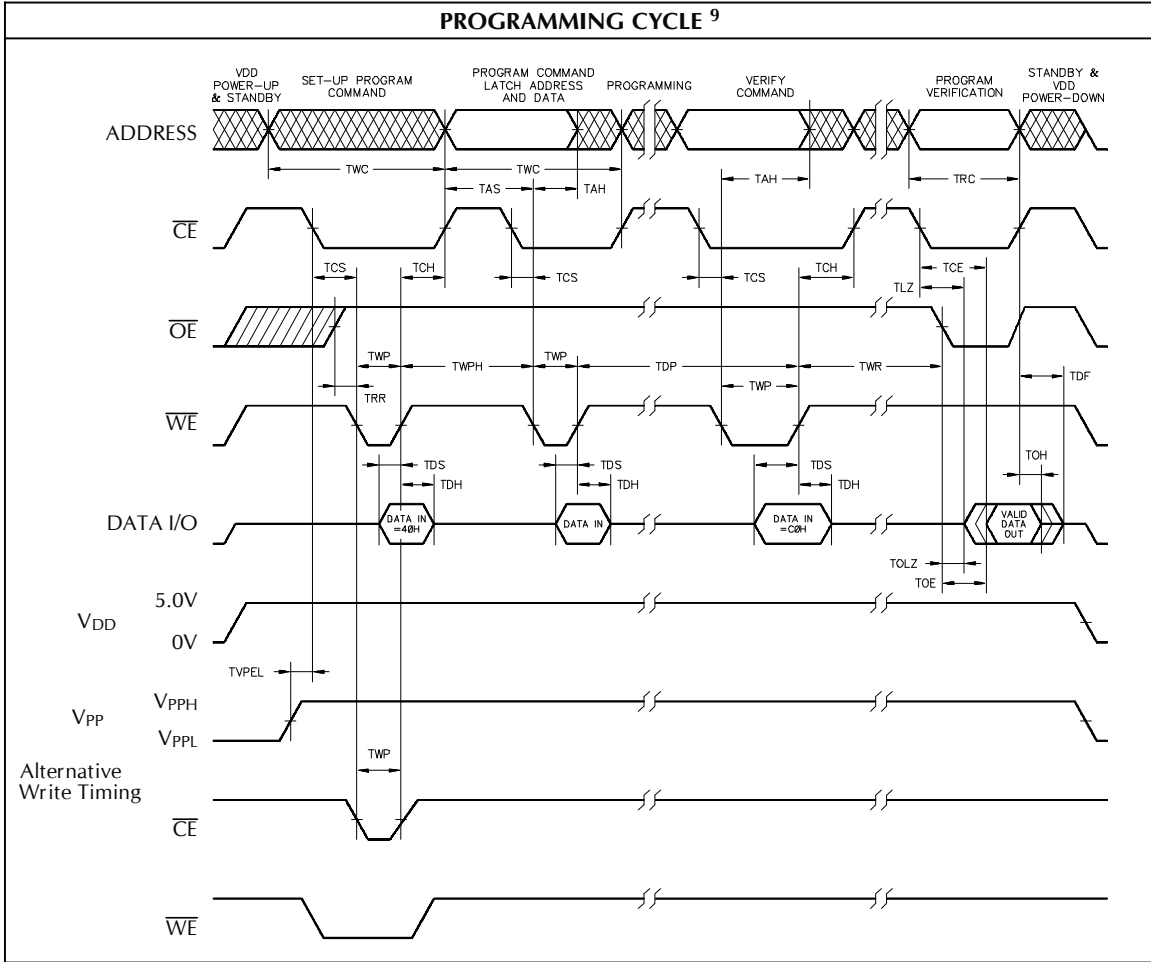 PROGRAMMING CYCLE 9
VDD
POWER-UP
& STANDBY
SET-UP PROGRAM
COMMAND
PROGRAM COMMAND
LATCH ADDRESS
AND DATA
PROGRAMMING
VERIFY
COMMAND
PROGRAM
VERIFICATION
STANDBY &
VDD
POWER-DOWN
ADDRESS
TWC
TWC
TAS
TAH
TAH
TRC
CE
TCS
TCH
TCS
TCS
TCH
TCE
TLZ
OE
TWP
TWPH
TWP
TDP
TWP
TWR
TDF
TRR
WE
TDS
TDH
TDS
TDH
TDS
TDH
TOH
DATA I/O
DATA IN
=40H
DATA IN
DATA IN
=C0H
VALID
DATA
OUT
TOLZ
TOE
VDD
5.0V
0V
TVPEL
VPP
VPPH
VPPL
TWP
Alternative
Write Timing
CE
WE